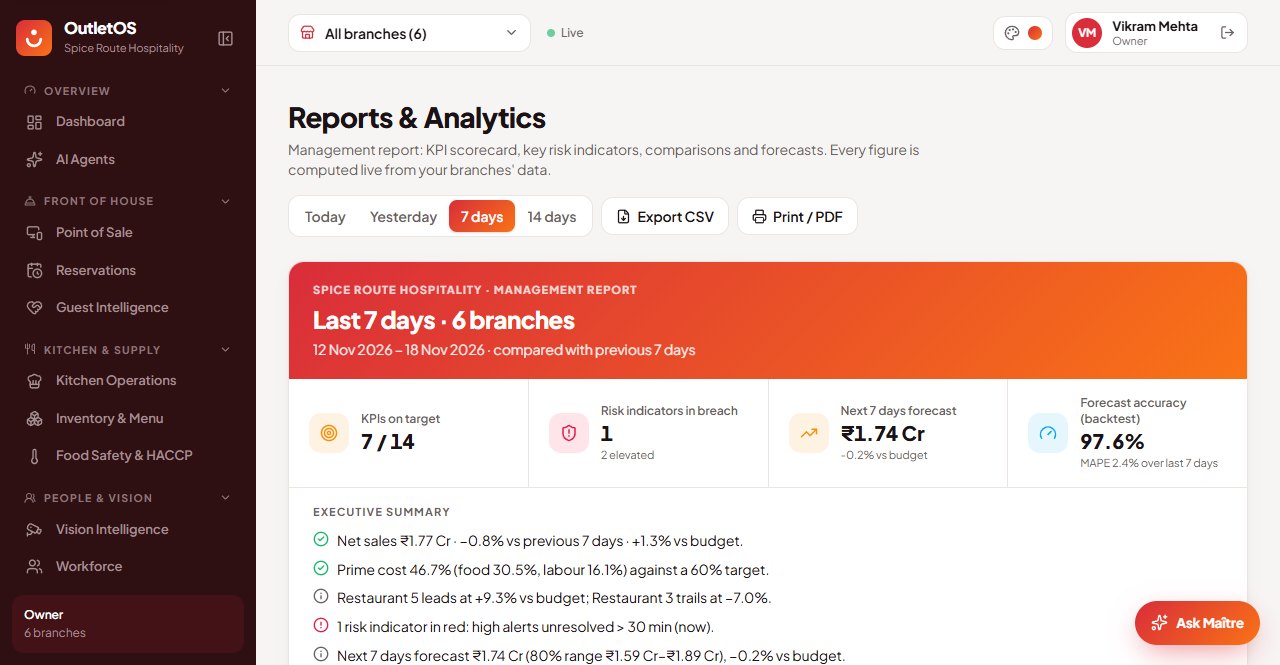 OutletOS
Spice Route Hospitality
OVERVIEW
Dashboard
AI Agents
FRONT OF HOUSE
Point of Sale
Reservations
Guest Intelligence
KITCHEN & SUPPLY
Kitchen Operations
Inventory & Menu
Food Safety & HACCP
PEOPLE & VISION
Vision Intelligence
Workforce
Owner
6 branches
All branches (6)
Live
VM
Vikram Mehta
Owner
Reports & Analytics
Management report: KPI scorecard, key risk indicators, comparisons and forecasts. Every figure is
computed live from your branches' data.
Today
Yesterday
7 days
14 days
Export CSV
Print / PDF
SPICE ROUTE HOSPITALITY · MANAGEMENT REPORT
Last 7 days · 6 branches
12 Nov 2026 – 18 Nov 2026 · compared with previous 7 days
KPIs on target
7 / 14
Risk indicators in breach
1
2 elevated
Next 7 days forecast
₹1.74 Cr
-0.2% vs budget
Forecast accuracy
(backtest)
97.6%
MAPE 2.4% over last 7 days
EXECUTIVE SUMMARY
Net sales ₹1.77 Cr · −0.8% vs previous 7 days · +1.3% vs budget.
Prime cost 46.7% (food 30.5%, labour 16.1%) against a 60% target.
Restaurant 5 leads at +9.3% vs budget; Restaurant 3 trails at −7.0%.
1 risk indicator in red: high alerts unresolved > 30 min (now).
Next 7 days forecast ₹1.74 Cr (80% range ₹1.59 Cr–₹1.89 Cr), −0.2% vs budget.
Ask Maître